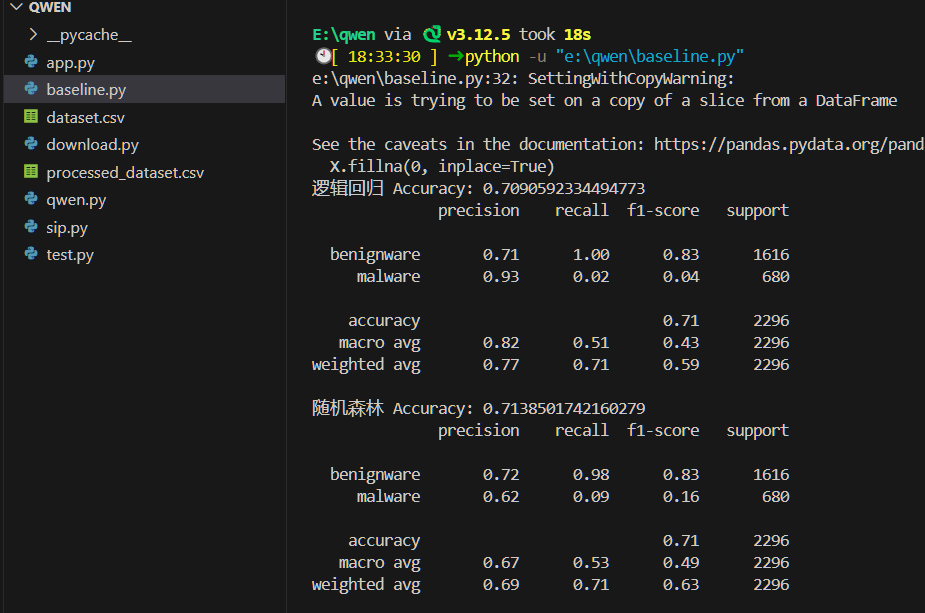 QWEN
__pycache__
app.py
baseline.py
dataset.csv
download.py
processed_dataset.csv
qwen.py
sip.py
test.py
E:\qwen via v3.12.5 took 18s
[ 18:33:30 ] →python -u "e:\qwen\baseline.py"
e:\qwen\baseline.py:32: SettingWithCopyWarning:
A value is trying to be set on a copy of a slice from a DataFrame
See the caveats in the documentation: https://pandas.pydata.org/pand
X.fillna(0, inplace=True)
逻辑回归 Accuracy: 0.7090592334494773
precision recall f1-score support
benignware 0.71 1.00 0.83 1616
malware 0.93 0.02 0.04 680
accuracy 0.71 2296
macro avg 0.82 0.51 0.43 2296
weighted avg 0.77 0.71 0.59 2296
随机森林 Accuracy: 0.7138501742160279
precision recall f1-score support
benignware 0.72 0.98 0.83 1616
malware 0.62 0.09 0.16 680
accuracy 0.71 2296
macro avg 0.67 0.53 0.49 2296
weighted avg 0.69 0.71 0.63 2296